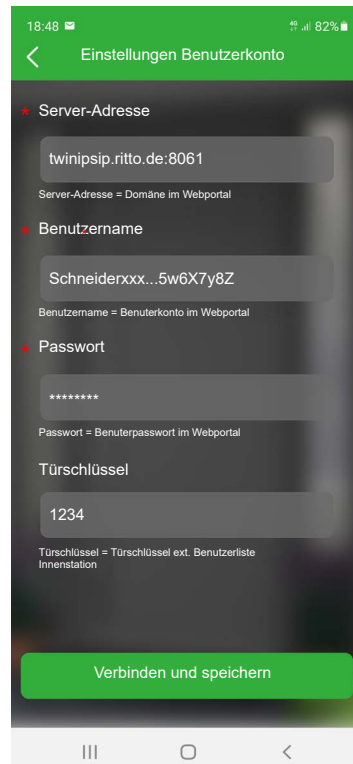 18:48 4G 82%
Einstellungen Benutzerkonto
* Server-Adresse
twinipsip.ritto.de:8061
Server-Adresse = Domäne im Webportal
* Benutzername
Schneiderxxx...5w6X7y8Z
Benutzername = Benuterkonto im Webportal
* Passwort
********
Passwort = Benuterpasswort im Webportal
Türschlüssel
1234
Türschlüssel = Türschlüssel ext. Benutzerliste
Innenstation
Verbinden und speichern